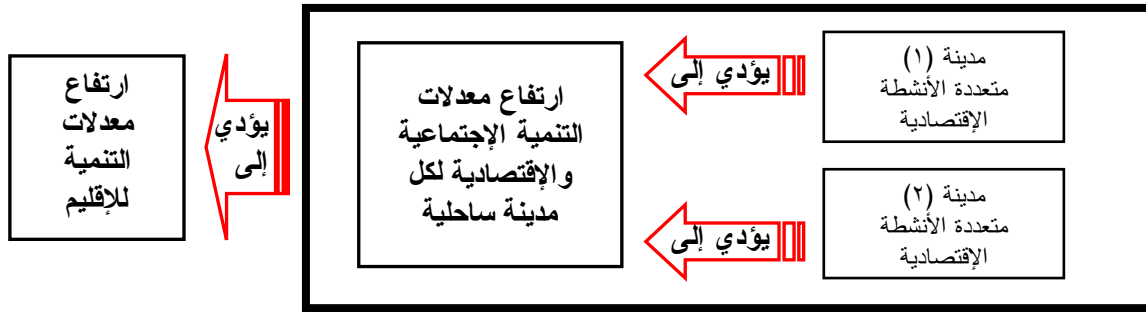 مدينة (١)
متعددة الأنشطة
الإقتصادية
يؤدي إلى
مدينة (٢)
متعددة الأنشطة
الإقتصادية
يؤدي إلى
ارتفاع معدلات
التنمية الإجتماعية
والإقتصادية لكل
مدينة ساحلية
يؤدي
إلى
ارتفاع
معدلات
التنمية
للإقليم